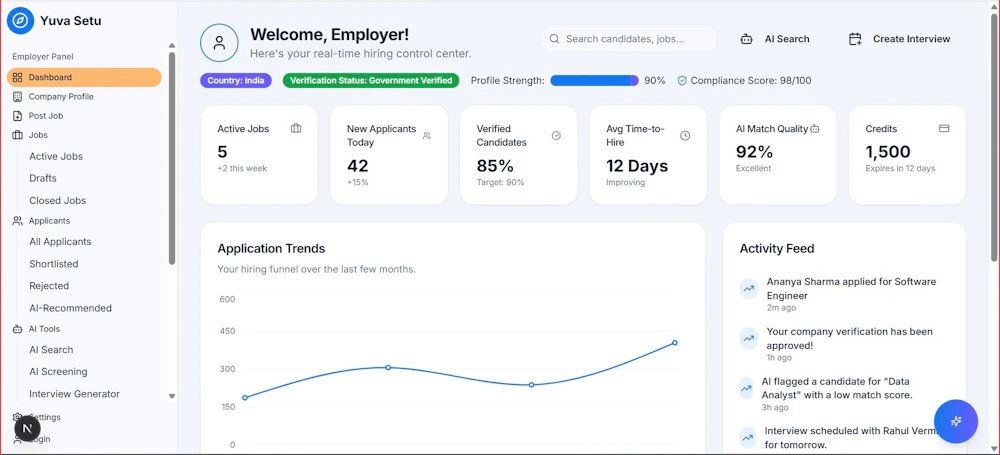 Yuva Setu
Employer Panel
Dashboard
Company Profile
Post Job
Jobs
Active Jobs
Drafts
Closed Jobs
Applicants
All Applicants
Shortlisted
Rejected
AI-Recommended
AI Tools
AI Search
AI Screening
Interview Generator
Settings
N
Login
Welcome, Employer!
Here's your real-time hiring control center.
Search candidates, jobs...
AI Search
Create Interview
Country: India
Verification Status: Government Verified
Profile Strength:
90%
Compliance Score: 98/100
Active Jobs
5
+2 this week
New Applicants
Today
42
+15%
Verified
Candidates
85%
Target: 90%
Avg Time-to-
Hire
12 Days
Improving
AI Match Quality
92%
Excellent
Credits
1,500
Expires in 12 days
Application Trends
Your hiring funnel over the last few months.
600
450
300
150
0
Activity Feed
Ananya Sharma applied for Software
Engineer
2m ago
Your company verification has been
approved!
1h ago
AI flagged a candidate for "Data
Analyst" with a low match score.
3h ago
Interview scheduled with Rahul Verm
for tomorrow.